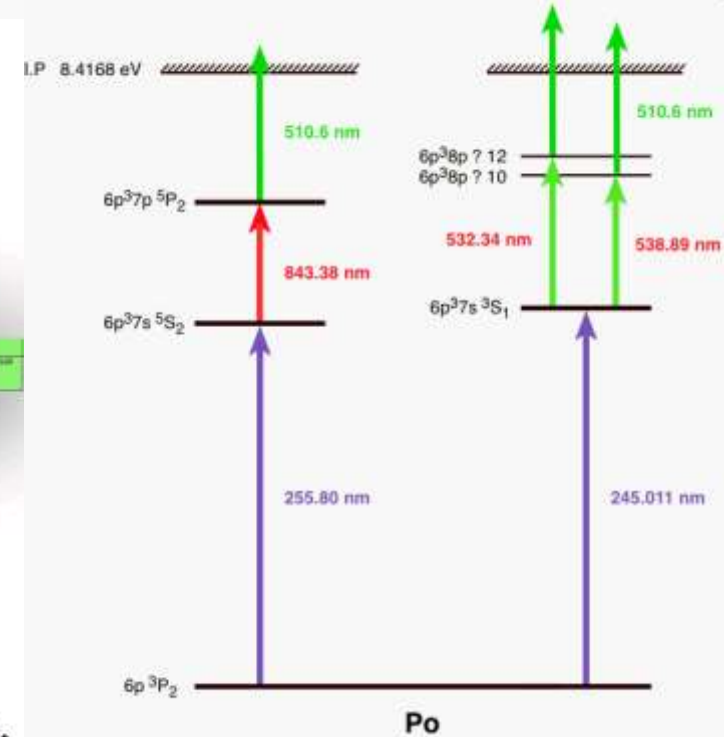 I.P 8.4168 eV
510.6 nm
510.6 nm
6p³8p ? 12
6p³8p ? 10
6p³7p ⁵P₂
532.34 nm
538.89 nm
843.38 nm
6p³7s ³S₁
6p³7s ⁵S₂
255.80 nm
245.011 nm
6p ³P₂
Po